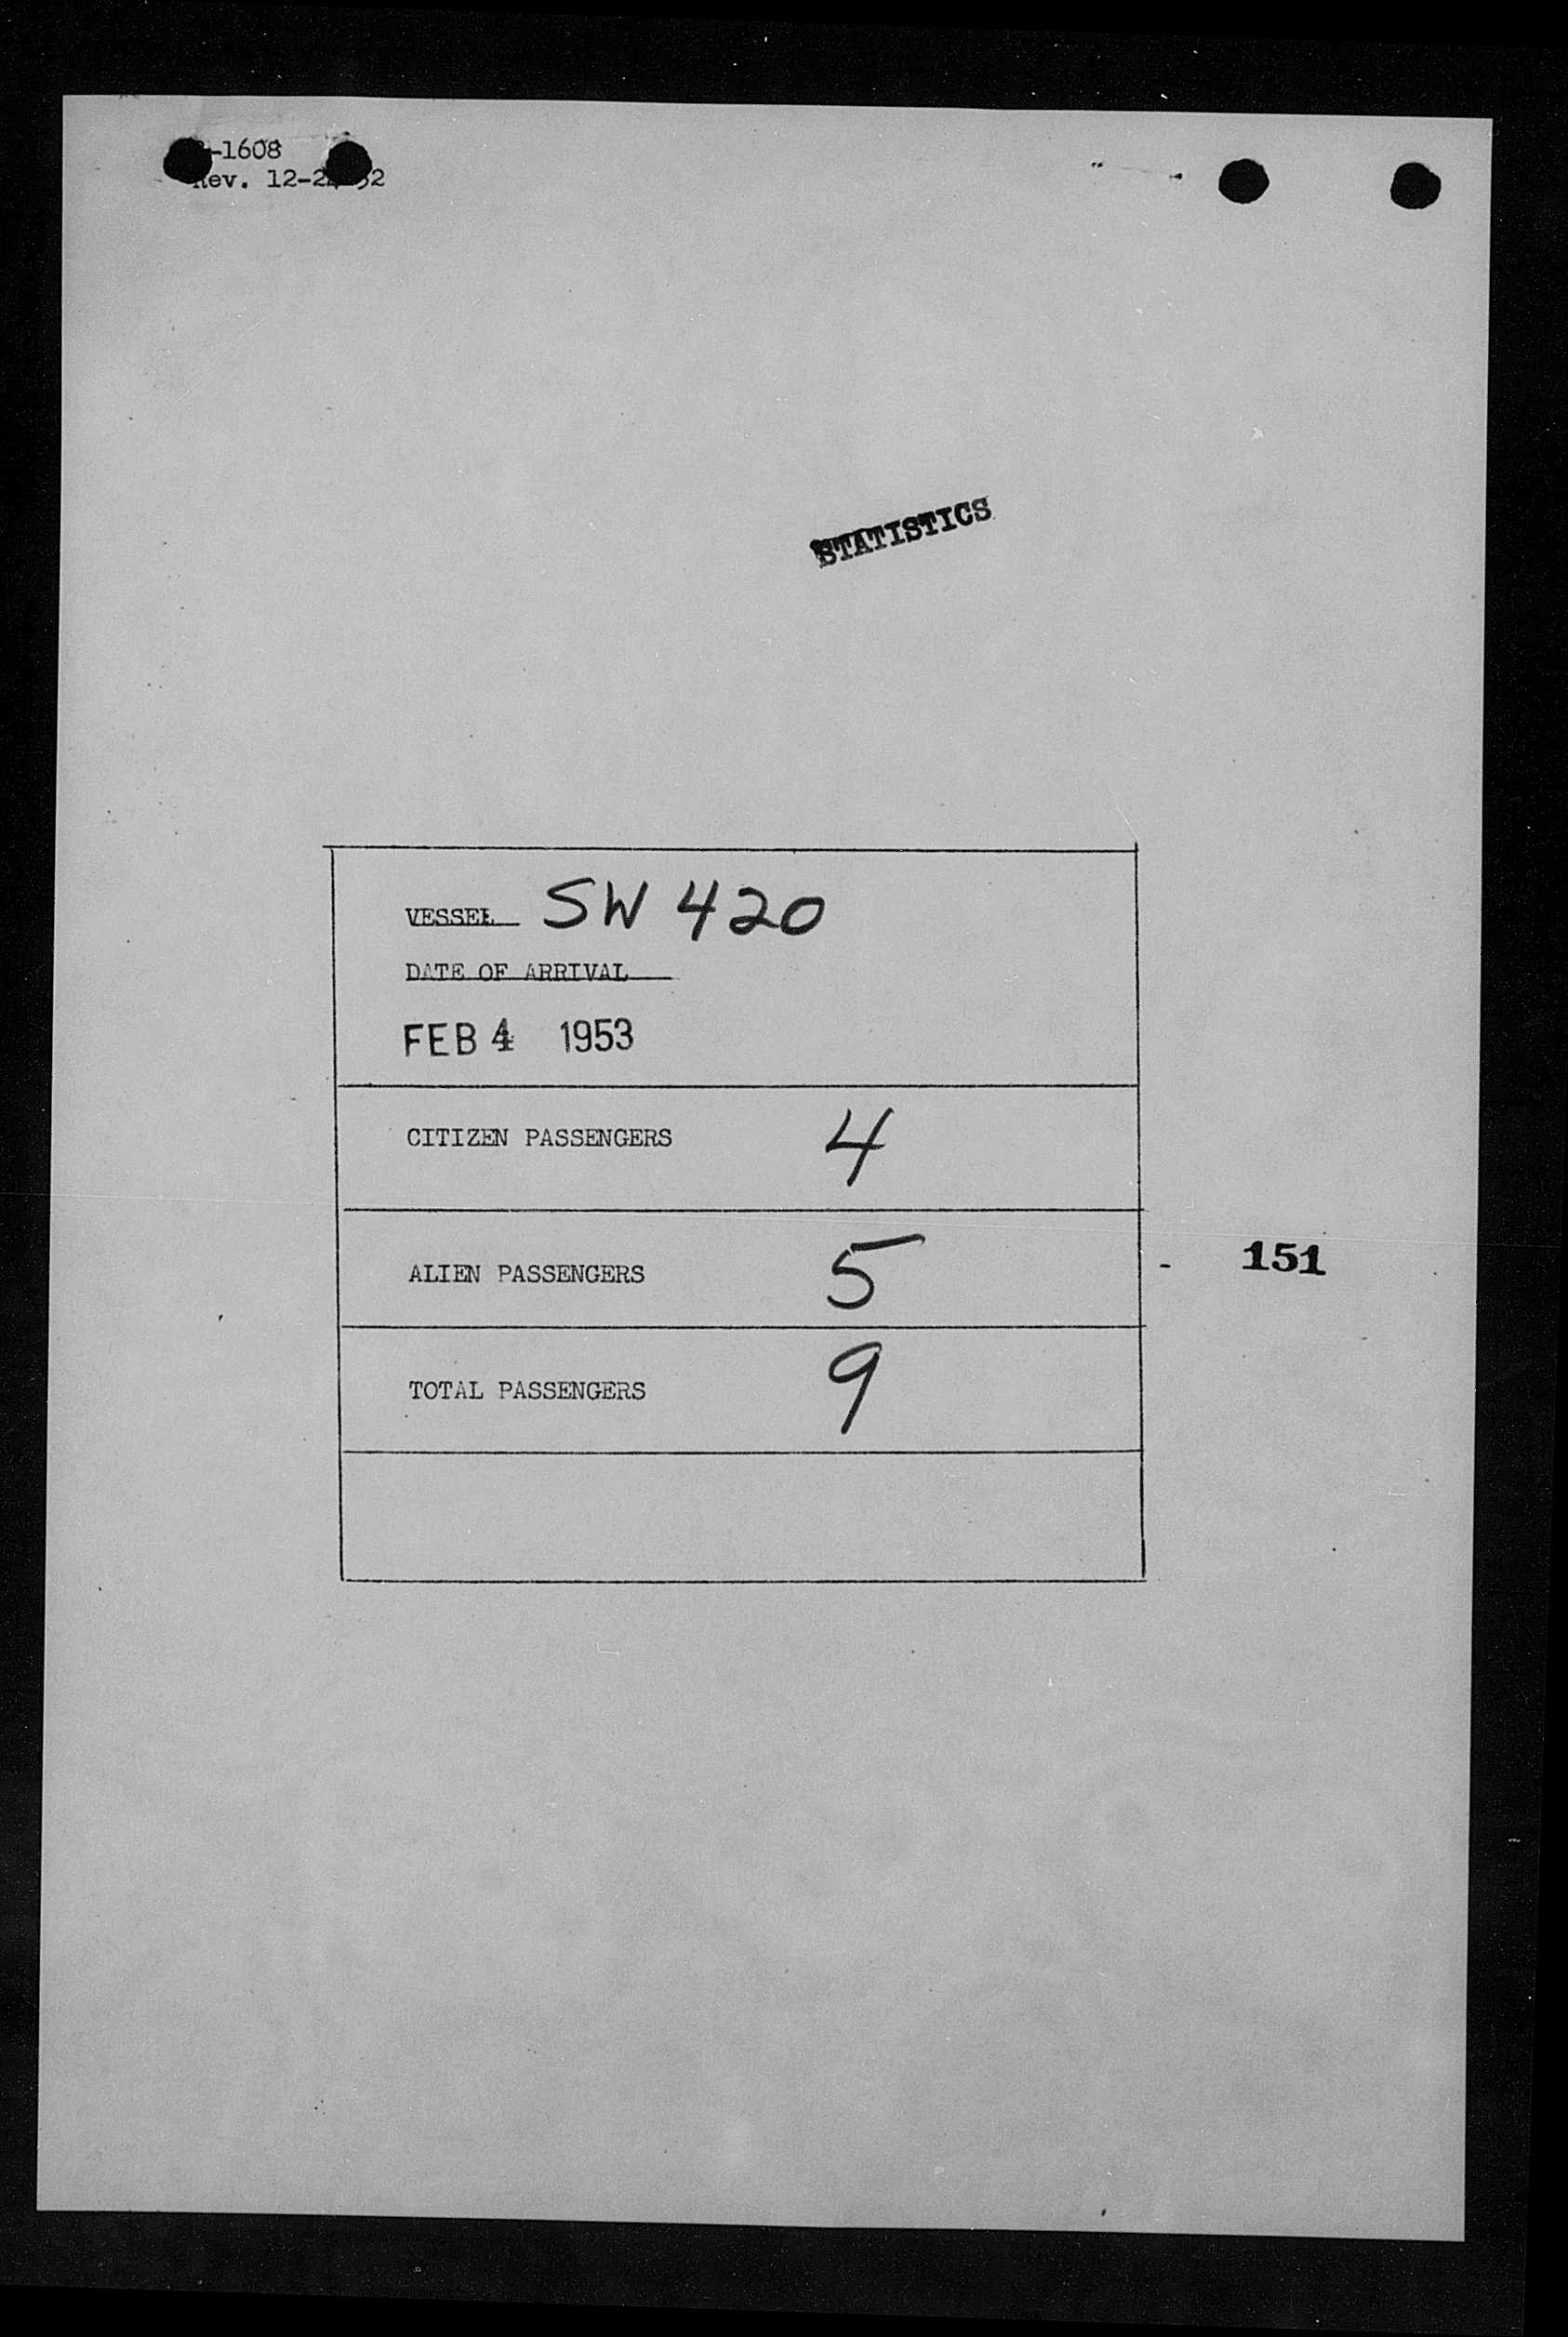 -1608
Rev. 12-2
STATISTICS
VESSEL SW 420
DATE OF ARRIVAL
FEB 4 1953
CITIZEN PASSENGERS 4
ALIEN PASSENGERS 5
- 151
TOTAL PASSENGERS 9